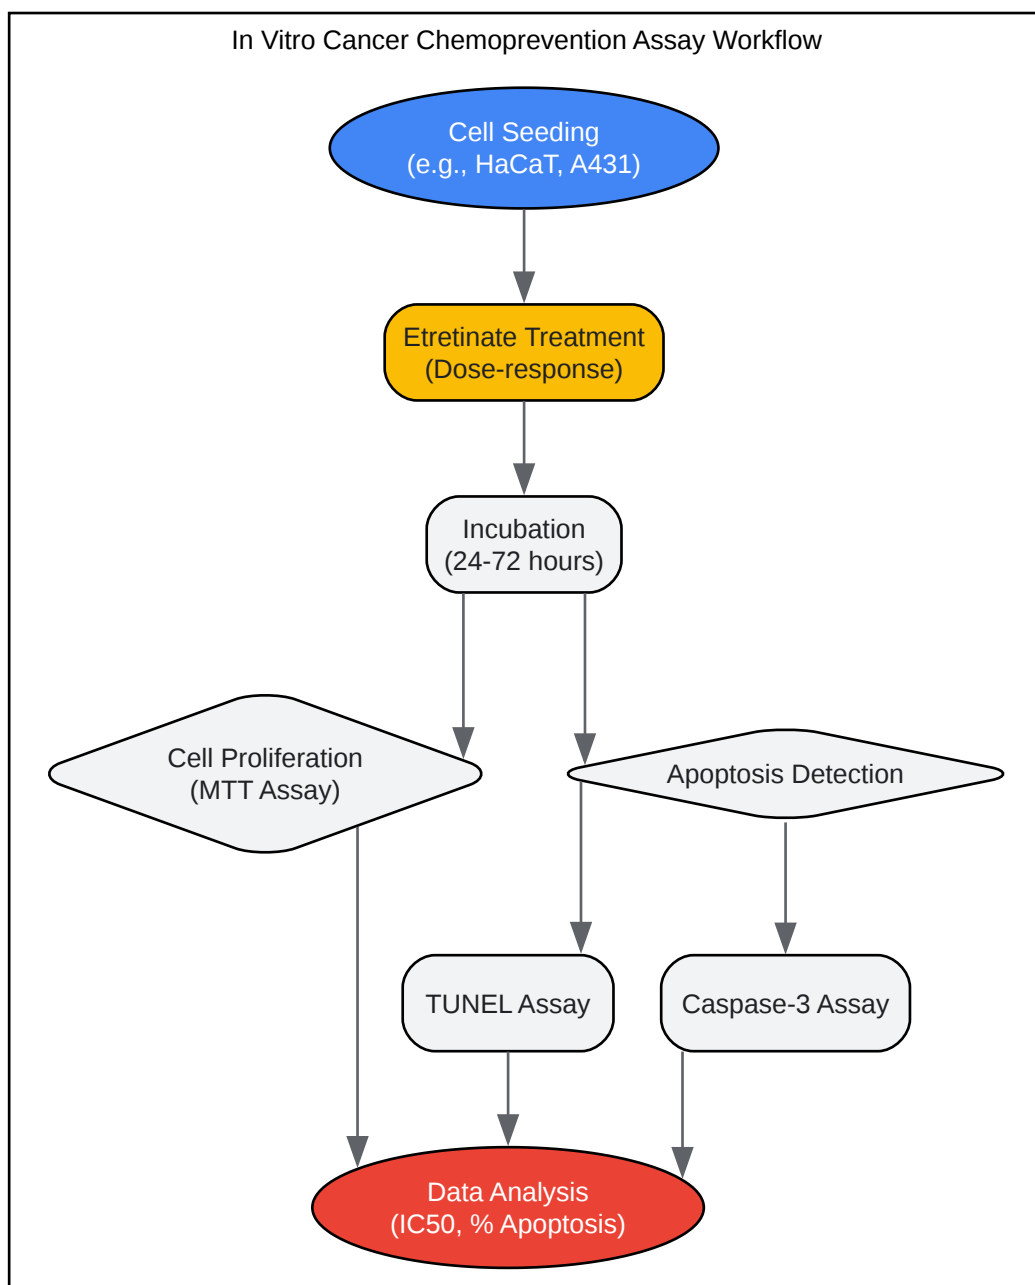 In Vitro Cancer Chemoprevention Assay Workflow
Cell Seeding
(e.g., HaCaT, A431)
Etretinate Treatment
(Dose-response)
Incubation
(24-72 hours)
Cell Proliferation
(MTT Assay)
Apoptosis Detection
TUNEL Assay
Caspase-3 Assay
Data Analysis
(IC50, % Apoptosis)